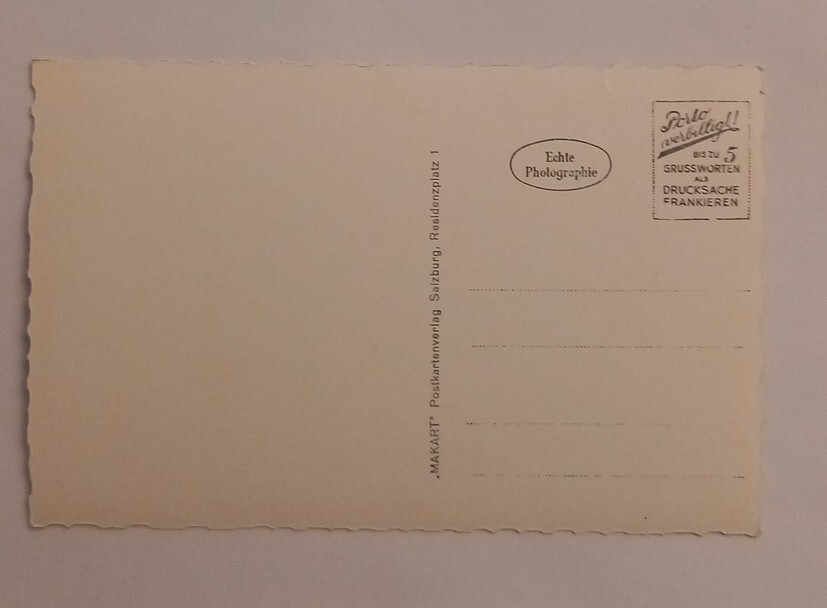 „MAKART" Postkartenverlag Salzburg, Residenzplatz 1
Echte
Photographie
Porto
verbilligt!
BIS ZU 5
GRUSSWORTEN
ALS
DRUCKSACHE
FRANKIEREN